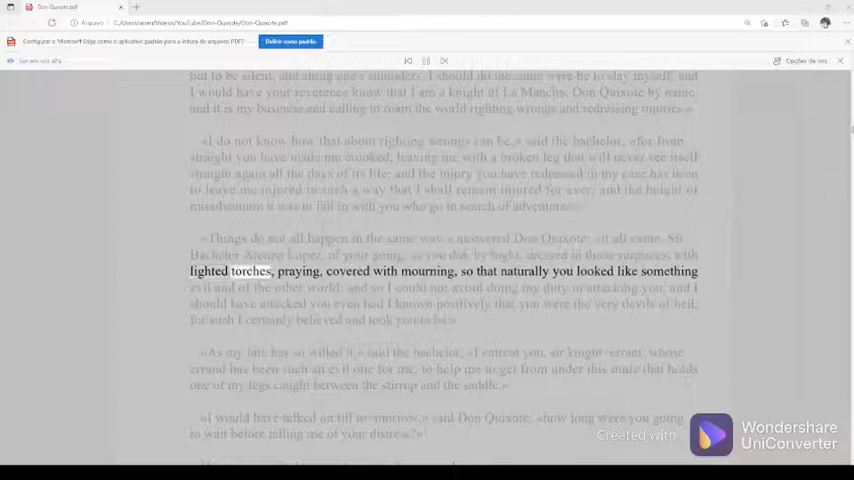 Don-Quixote.pdf
Arquivo
C:/Users/assas/Videos/YouTube/Don-Quixote/Don-Quixote.pdf
Configurar o Microsoft Edge como o aplicativo padrão para a leitura de arquivos PDF?
Definir como padrão
Ler em voz alta
Opções de voz
but to be silent, and shrug one's shoulders. I should do the same were he to slay myself; and
I would have your reverence know that I am a knight of La Mancha, Don Quixote by name,
and it is my business and calling to roam the world righting wrongs and redressing injuries.»
«I do not know how that about righting wrongs can be,» said the bachelor, «for from
straight you have made me crooked, leaving me with a broken leg that will never see itself
straight again all the days of its life; and the injury you have redressed in my case has been
to leave me injured in such a way that I shall remain injured for ever; and the height of
misadventure it was to fall in with you who go in search of adventures.»
«Things do not all happen in the same way,» answered Don Quixote; «it all came, Sir
Bachelor Alonzo Lopez, of your going, as you did, by night, dressed in those surplices, with
lighted torches, praying, covered with mourning, so that naturally you looked like something
evil and of the other world; and so I could not avoid doing my duty in attacking you, and I
should have attacked you even had I known positively that you were the very devils of hell,
for such I certainly believed and took you to be.»
«As my fate has so willed it,» said the bachelor, «I entreat you, sir knight-errant, whose
errand has been such an evil one for me, to help me to get from under this mule that holds
one of my legs caught between the stirrup and the saddle.»
«I would have talked on till to-morrow,» said Don Quixote; «how long were you going
to wait before telling me of your distress?»
Created with
Wondershare
UniConverter